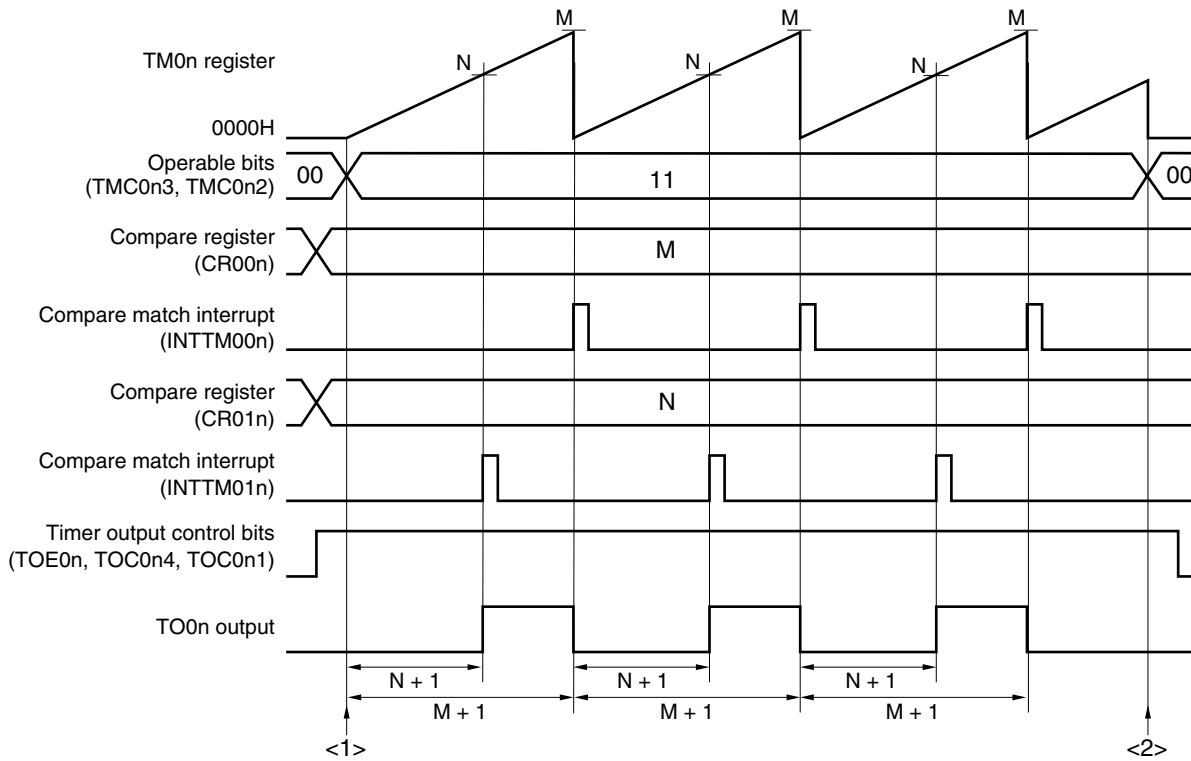 M M M
TM0n register N N N
0000H
Operable bits
(TMC0n3, TMC0n2) 00 11 00
Compare register
(CR00n) M
Compare match interrupt
(INTTM00n)
Compare register
(CR01n) N
Compare match interrupt
(INTTM01n)
Timer output control bits
(TOE0n, TOC0n4, TOC0n1)
TO0n output
N + 1 N + 1 N + 1
M + 1 M + 1 M + 1
<1> <2>